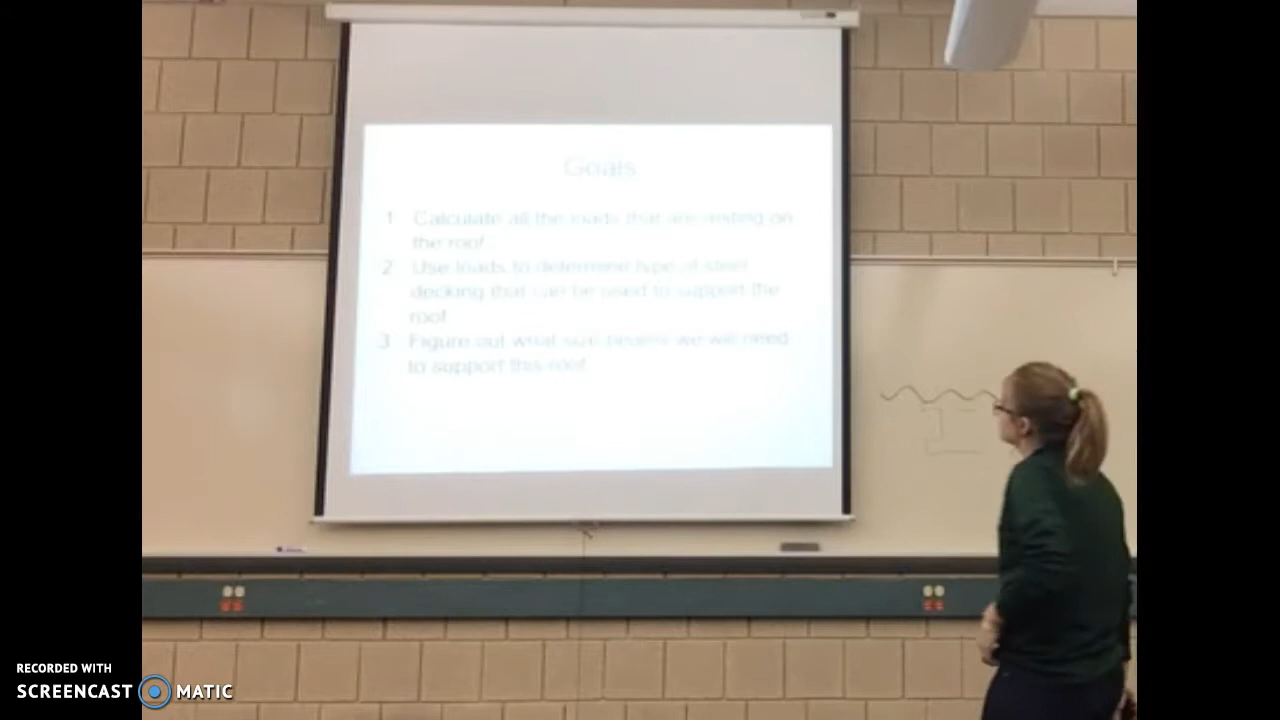 Goals
1 Calculate all the loads that are resting on
the roof.
2 Use loads to determine type of steel
decking that can be used to support the
roof
3 Figure out what size beams we will need
to support this roof
RECORDED WITH
SCREENCAST MATIC